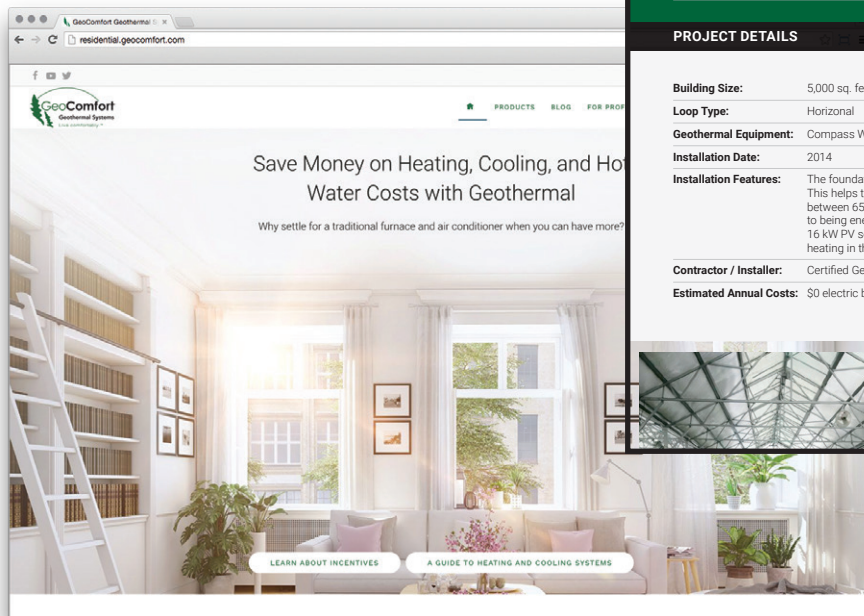 GeoComfort Geothermal
residential.geocomfort.com
GeoComfort
Geothermal Systems
Live comfortably
PRODUCTS BLOG FOR PROF
Save Money on Heating, Cooling, and Hot
Water Costs with Geothermal
Why settle for a traditional furnace and air conditioner when you can have more?
LEARN ABOUT INCENTIVES
A GUIDE TO HEATING AND COOLING SYSTEMS
PROJECT DETAILS
Building Size: 5,000 sq. fe
Loop Type: Horizonal
Geothermal Equipment: Compass W
Installation Date: 2014
Installation Features: The founda
This helps t
between 65
to being ene
16 kW PV s
heating in th
Contractor / Installer: Certified Ge
Estimated Annual Costs: $0 electric b